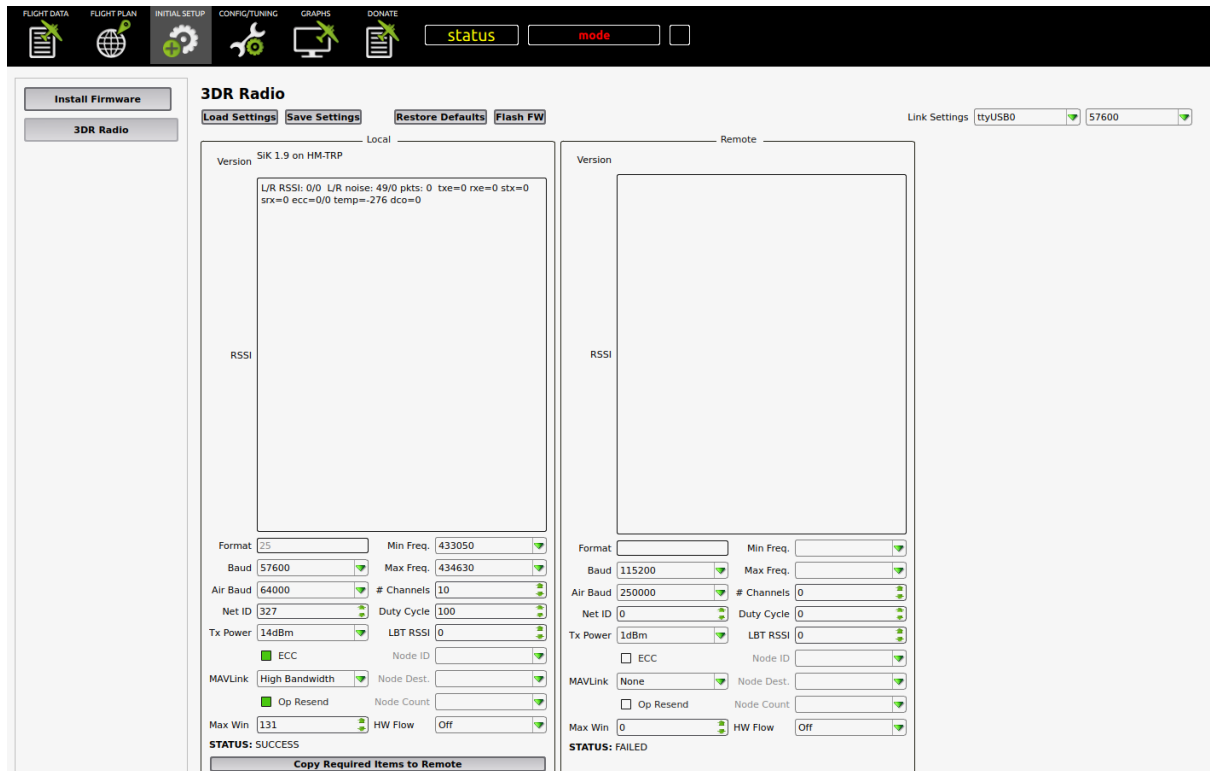 FLIGHT DATA FLIGHT PLAN INITIAL SETUP CONFIG/TUNING GRAPHS DONATE
status mode
Install Firmware
3DR Radio
3DR Radio
Load Settings Save Settings Restore Defaults Flash FW
Link Settings ttyUSB0 57600
Local
Version SiK 1.9 on HM-TRP
L/R RSSI: 0/0 L/R noise: 49/0 pkts: 0 txe=0 rxe=0 stx=0
srx=0 ecc=0/0 temp=-276 dco=0
RSSI
Format 25 Min Freq. 433050
Baud 57600 Max Freq. 434630
Air Baud 64000 # Channels 10
Net ID 327 Duty Cycle 100
Tx Power 14dBm LBT RSSI 0
ECC Node ID
MAVLink High Bandwidth Node Dest.
Op Resend Node Count
Max Win 131 HW Flow Off
STATUS: SUCCESS
Copy Required Items to Remote
Remote
Version
RSSI
Format Min Freq.
Baud 115200 Max Freq.
Air Baud 250000 # Channels 0
Net ID 0 Duty Cycle 0
Tx Power 1dBm LBT RSSI 0
ECC Node ID
MAVLink None Node Dest.
Op Resend Node Count
Max Win 0 HW Flow Off
STATUS: FAILED